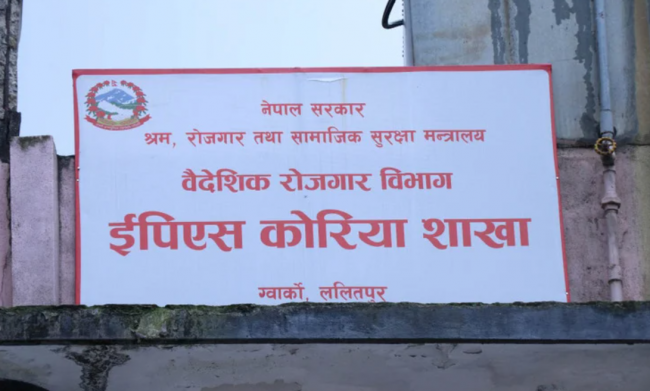 नेपाल सरकार
श्रम, रोजगार तथा सामाजिक सुरक्षा मन्त्रालय
वैदेशिक रोजगार विभाग
ईपिएस कोरिया शाखा
ग्वार्को, ललितपुर